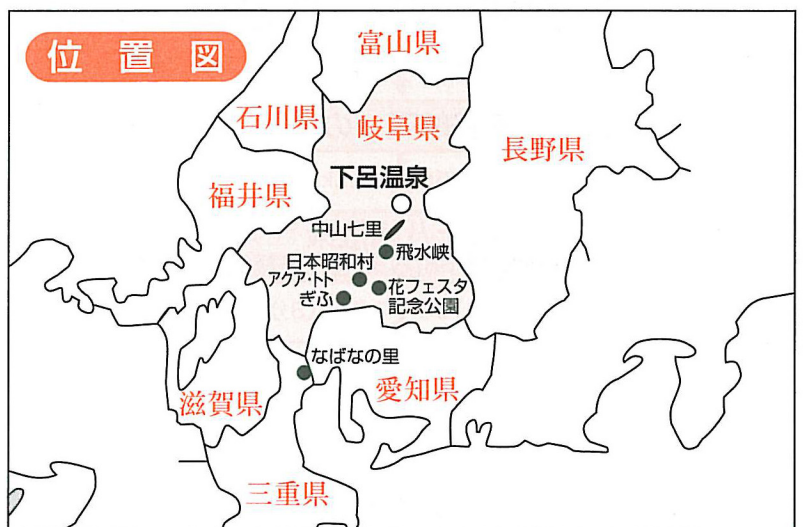 位置図
富山県
石川県
岐阜県
長野県
福井県
下呂温泉
中山七里
飛水峡
日本昭和村
アクア・トト
ぎふ
花フェスタ
記念公園
なばなの里
滋賀県
愛知県
三重県